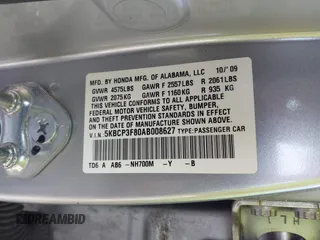 MFD. BY HONDA MFG. OF ALABAMA, LLC 10/'09
GVWR 4575LBS GAWR F 2557LBS R 2061LBS
GVWR 2075KG GAWR F 1160KG R 935 KG
THIS VEHICLE CONFORMS TO ALL APPLICABLE
FEDERAL MOTOR VEHICLE SAFETY, BUMPER,
AND THEFT PREVENTION STANDARDS IN EFFECT
ON THE DATE OF MANUFACTURE SHOWN ABOVE.
V.I.N. 5KBCP3F80AB008627 TYPE: PASSENGER CAR
TD6 A AB6 -NH700M -Y -B
DREAMBID